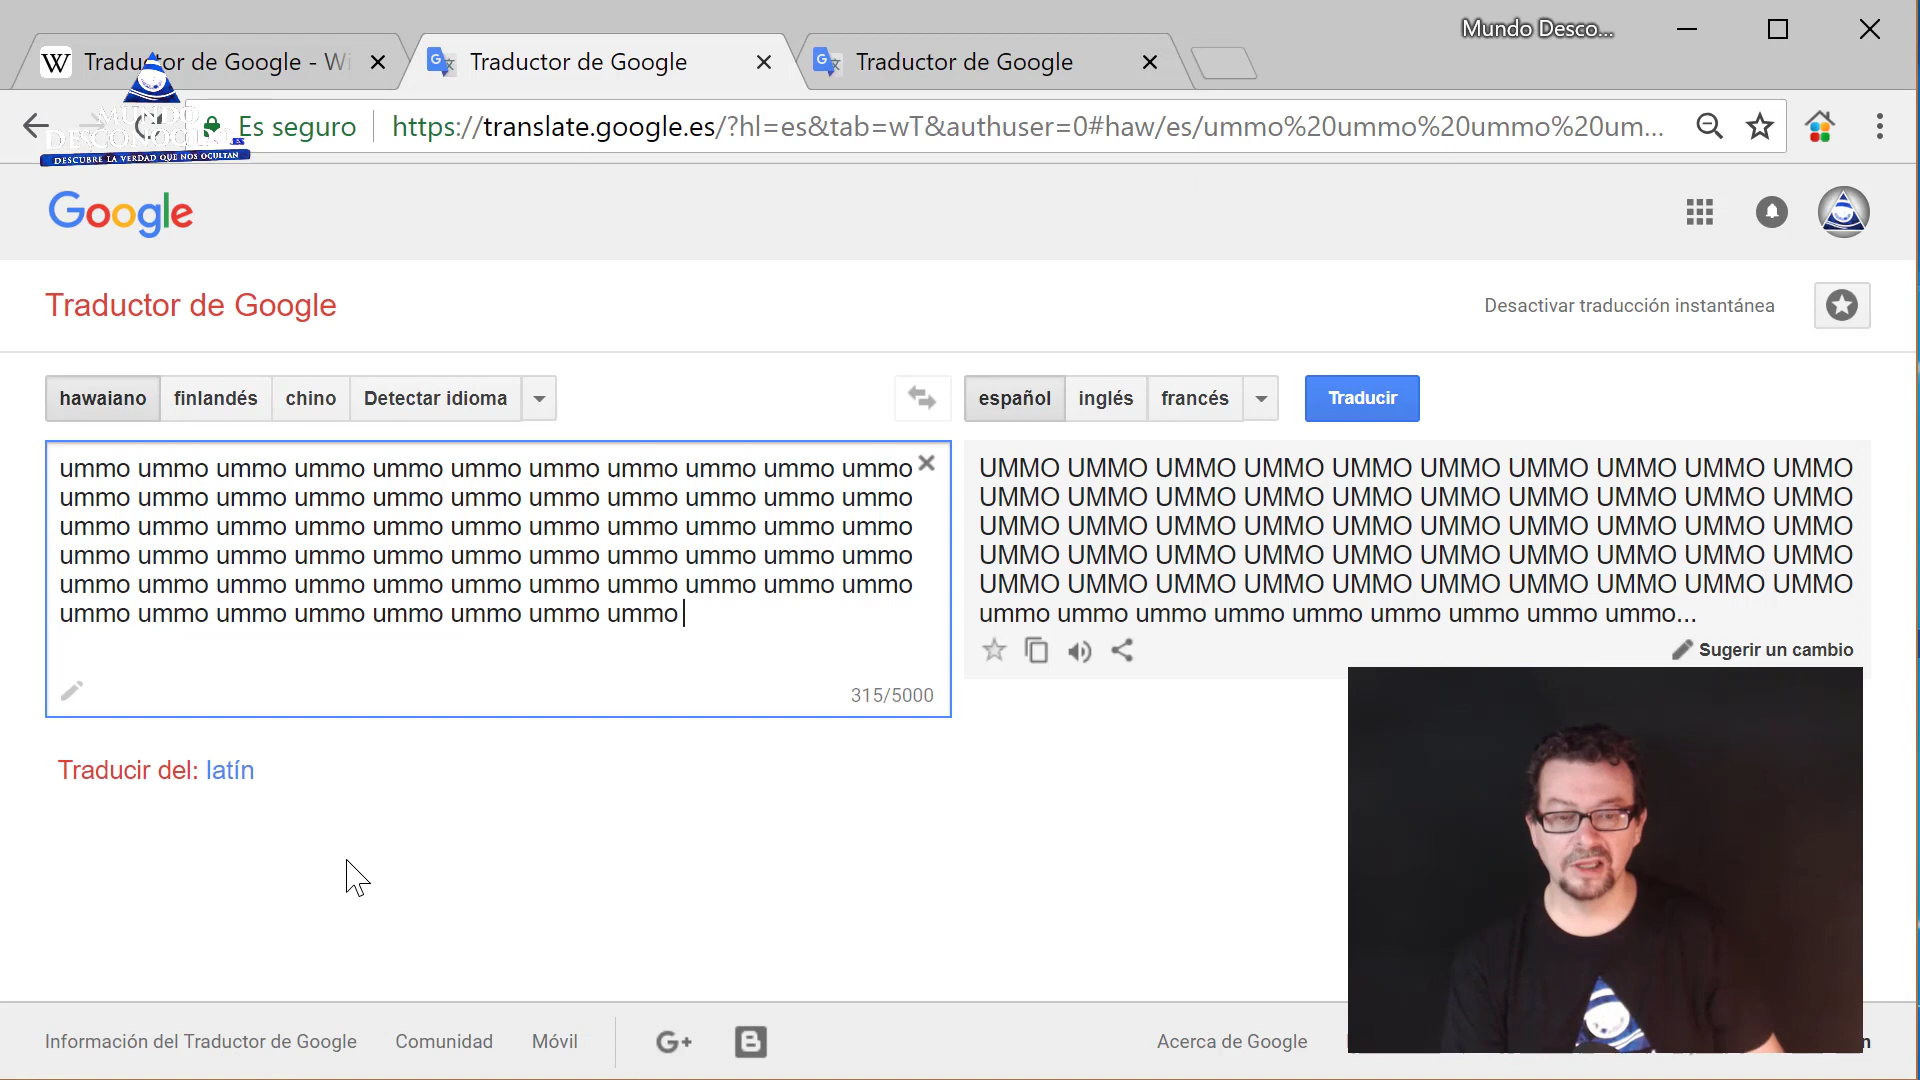 Mundo Desco...
Traductor de Google - Wi
Traductor de Google
Traductor de Google
MUNDO
DESCONOCIDO.es
DESCUBRE LA VERDAD QUE NOS OCULTAN
Es seguro
https://translate.google.es/?hl=es&tab=wT&authuser=0#haw/es/ummo%20ummo%20ummo%20um...
Google
Traductor de Google
Desactivar traducción instantánea
hawaiano finlandés chino Detectar idioma
español inglés francés Traducir
ummo ummo ummo ummo ummo ummo ummo ummo ummo ummo ummo
ummo ummo ummo ummo ummo ummo ummo ummo ummo ummo ummo
ummo ummo ummo ummo ummo ummo ummo ummo ummo ummo ummo
ummo ummo ummo ummo ummo ummo ummo ummo ummo ummo ummo
ummo ummo ummo ummo ummo ummo ummo ummo ummo ummo ummo
ummo ummo ummo ummo ummo ummo ummo ummo
315/5000
UMMO UMMO UMMO UMMO UMMO UMMO UMMO UMMO UMMO UMMO
UMMO UMMO UMMO UMMO UMMO UMMO UMMO UMMO UMMO UMMO
UMMO UMMO UMMO UMMO UMMO UMMO UMMO UMMO UMMO UMMO
UMMO UMMO UMMO UMMO UMMO UMMO UMMO UMMO UMMO UMMO
UMMO UMMO UMMO UMMO UMMO UMMO UMMO UMMO UMMO UMMO
ummo ummo ummo ummo ummo ummo ummo ummo ummo...
Sugerir un cambio
Traducir del: latín
Información del Traductor de Google Comunidad Móvil G+ Acerca de Google